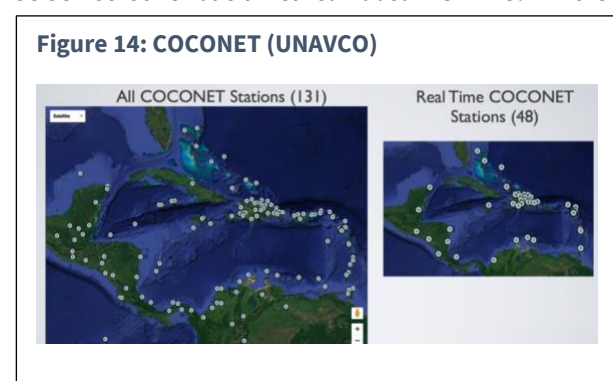 Figure 14: COCONET (UNAVCO)
All COCONET Stations (131)
Real Time COCONET
Stations (48)
Satellite